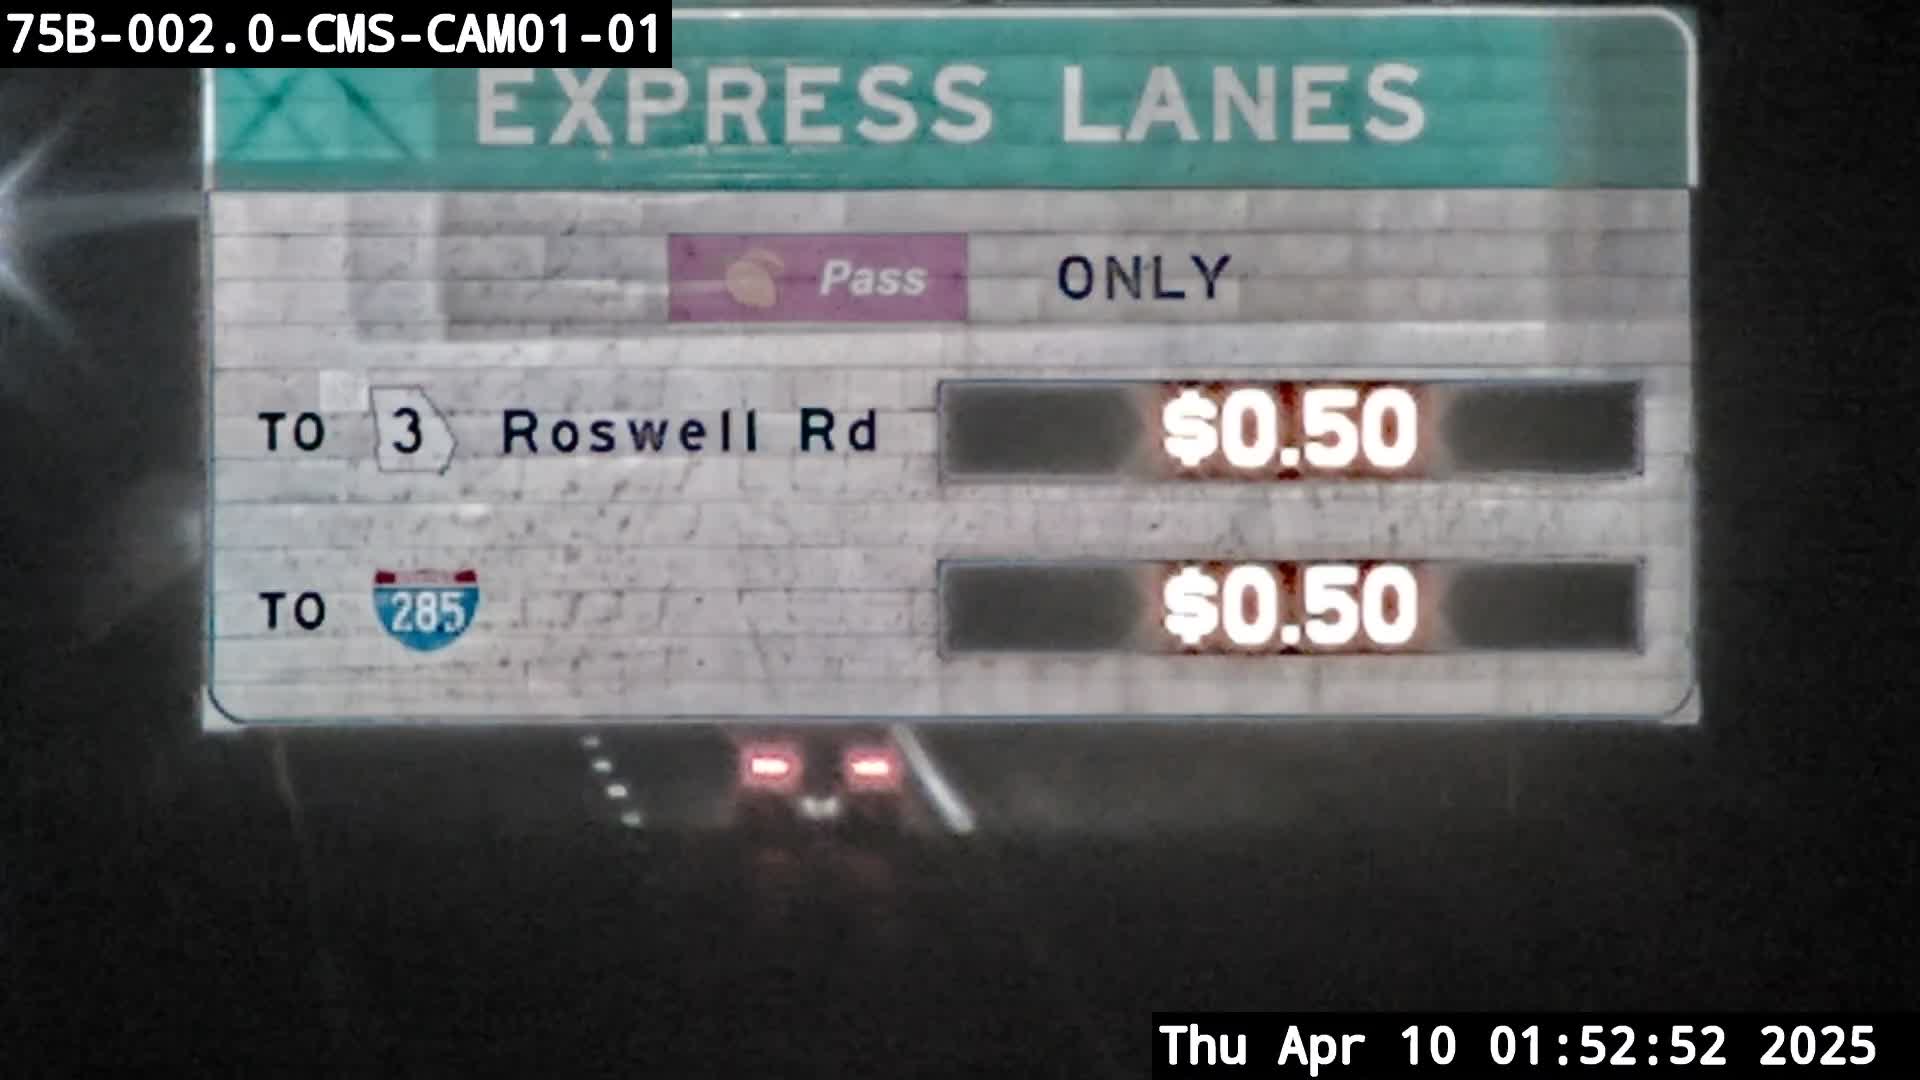 75B-002.0-CMS-CAM01-01
EXPRESS LANES
Pass ONLY
TO 3 Roswell Rd $0.50
TO 285 $0.50
Thu Apr 10 01:52:52 2025